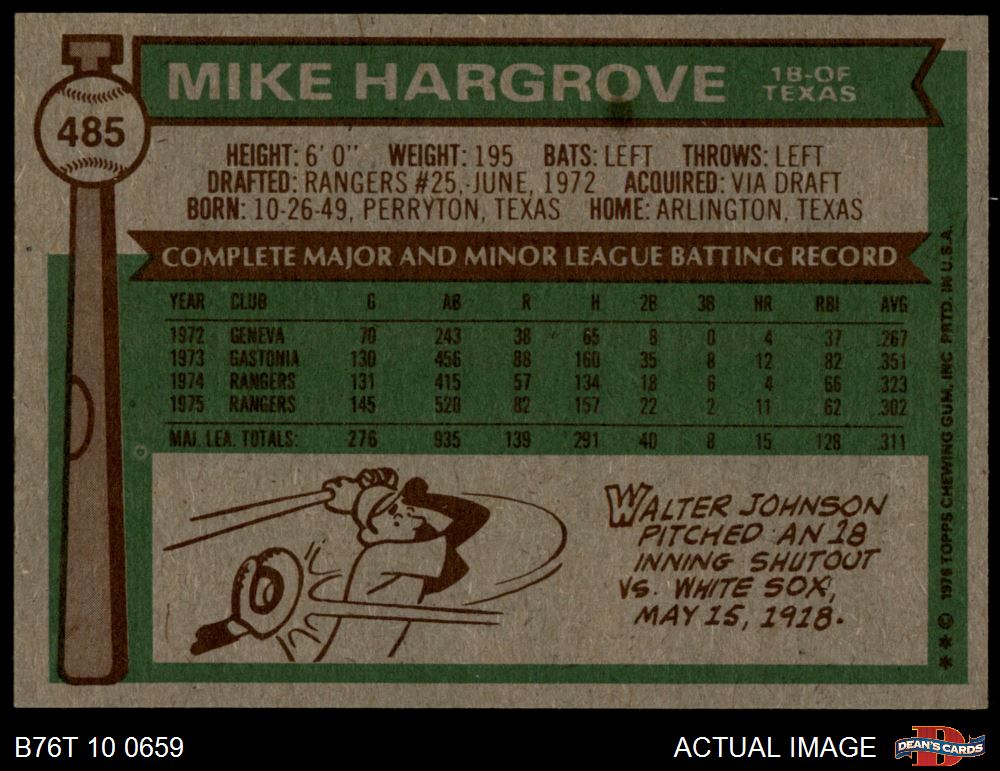 MIKE HARGROVE
1B-OF
TEXAS
485
HEIGHT: 6' 0" WEIGHT: 195 BATS: LEFT THROWS: LEFT
DRAFTED: RANGERS #25, JUNE, 1972 ACQUIRED: VIA DRAFT
BORN: 10-26-49, PERRYTON, TEXAS HOME: ARLINGTON, TEXAS
COMPLETE MAJOR AND MINOR LEAGUE BATTING RECORD
YEAR CLUB G AB R H 2B 3B HR RBI AVG
1972 GENEVA 70 243 38 65 8 0 4 37 .267
1973 GASTONIA 130 456 88 160 35 8 12 82 .351
1974 RANGERS 131 415 57 134 18 6 4 66 .323
1975 RANGERS 145 520 82 157 22 2 11 62 .302
MAJ. LEA. TOTALS: 276 935 139 291 40 8 15 128 .311
WALTER JOHNSON
PITCHED AN 18
INNING SHUTOUT
VS. WHITE SOX,
MAY 15, 1918.
* * © 1976 TOPPS CHEWING GUM, INC PRTD. IN U.S.A.
B76T 10 0659
ACTUAL IMAGE
D
DEAN'S CARDS